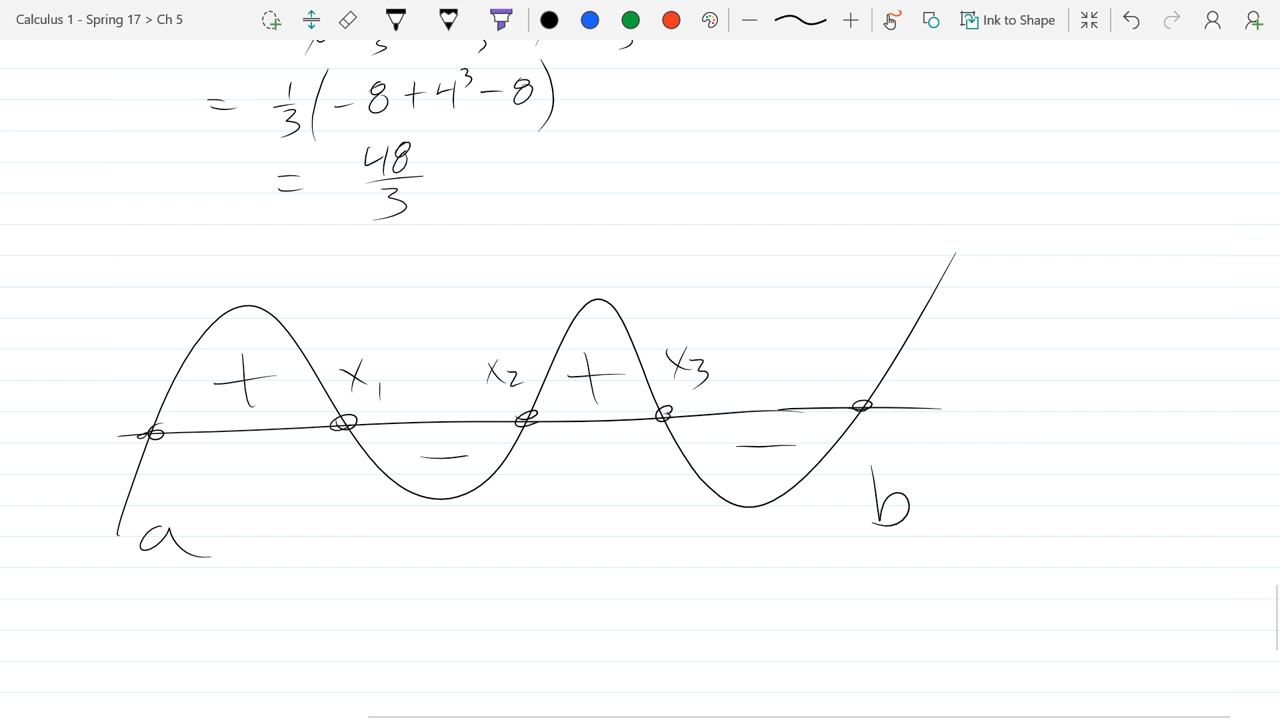 Calculus 1 - Spring 17 > Ch 5
Ink to Shape
= 1/3 (-8 + 4³ - 8)
= 48/3
+ x₁ x₂ + x₃
− −
a b